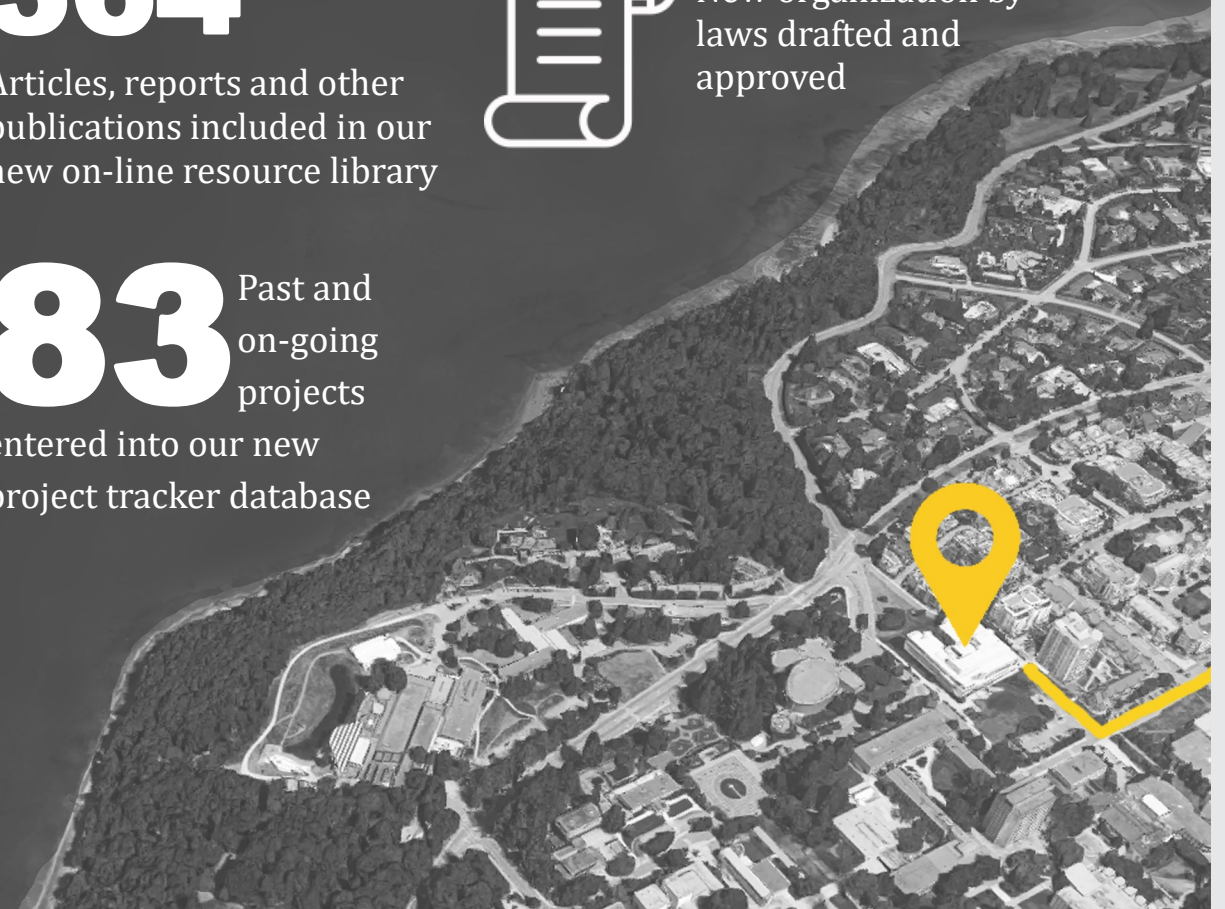 Articles, reports and other
publications included in our
new on-line resource library
laws drafted and
approved
83
Past and
on-going
projects
entered into our new
project tracker database